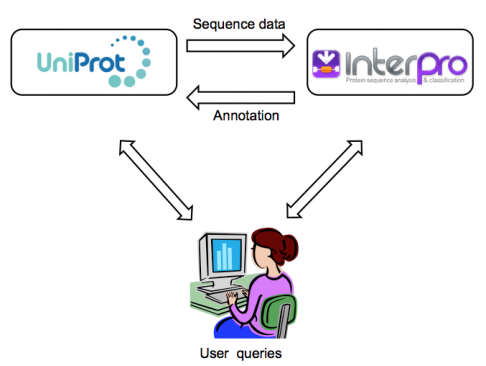 Sequence data
UniProt
InterPro
Protein sequence analysis & classification
Annotation
User queries